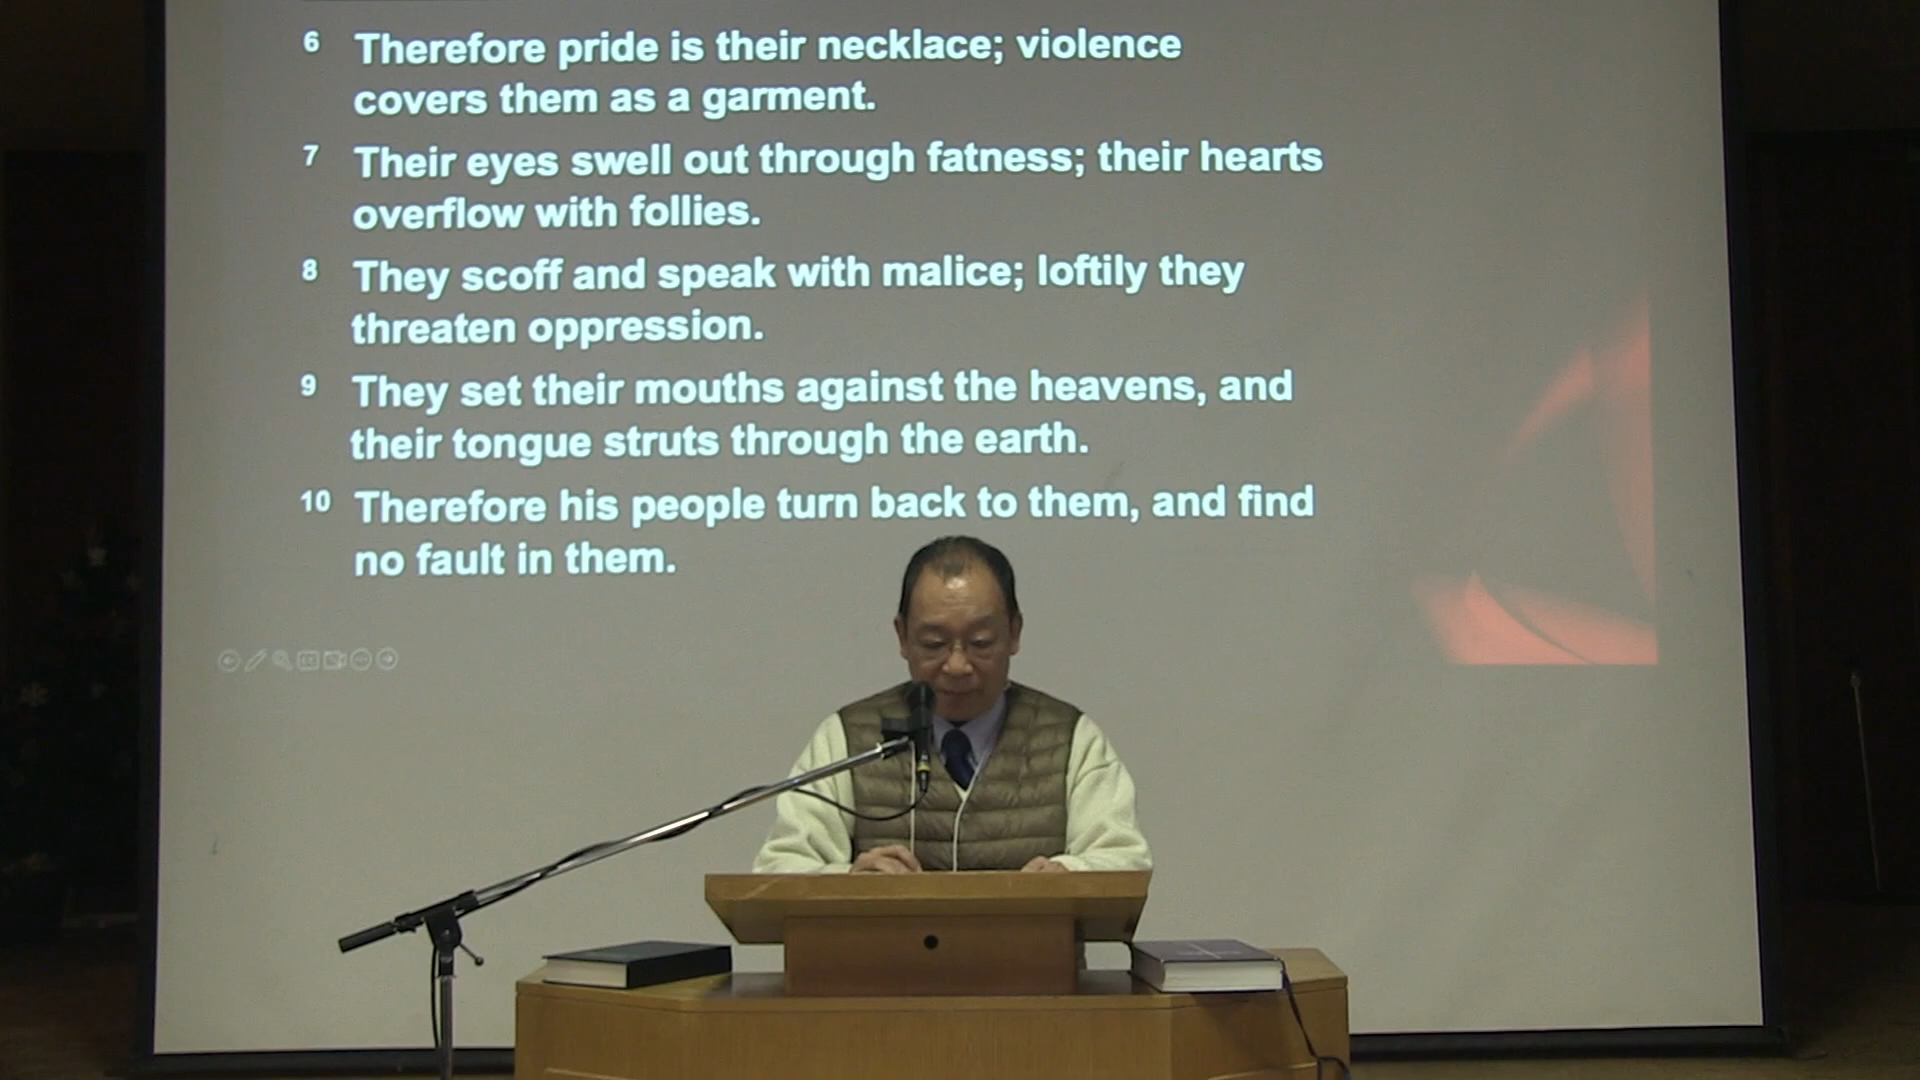 6 Therefore pride is their necklace; violence
covers them as a garment.
7 Their eyes swell out through fatness; their hearts
overflow with follies.
8 They scoff and speak with malice; loftily they
threaten oppression.
9 They set their mouths against the heavens, and
their tongue struts through the earth.
10 Therefore his people turn back to them, and find
no fault in them.